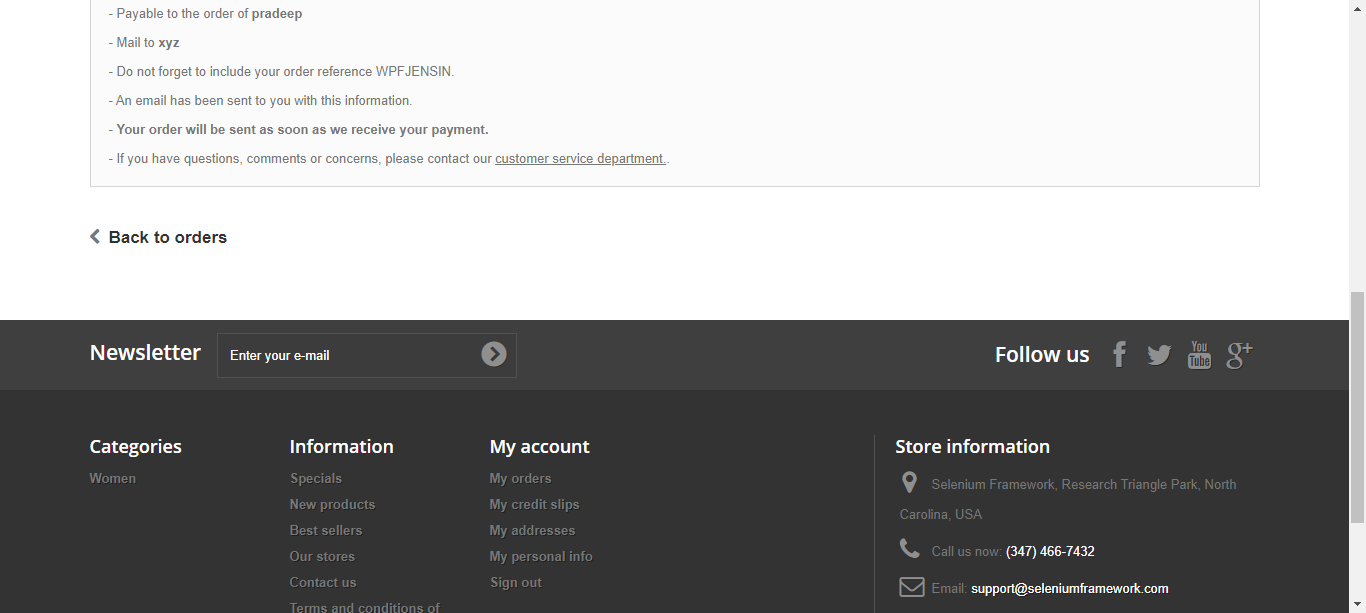 - Payable to the order of pradeep
- Mail to xyz
- Do not forget to include your order reference WPFJENSIN.
- An email has been sent to you with this information.
- Your order will be sent as soon as we receive your payment.
- If you have questions, comments or concerns, please contact our customer service department..
Back to orders
Newsletter
Enter your e-mail
Follow us
You
Tube
g+
Categories
Women
Information
Specials
New products
Best sellers
Our stores
Contact us
Terms and conditions of
My account
My orders
My credit slips
My addresses
My personal info
Sign out
Store information
Selenium Framework, Research Triangle Park, North
Carolina, USA
Call us now: (347) 466-7432
Email: support@seleniumframework.com